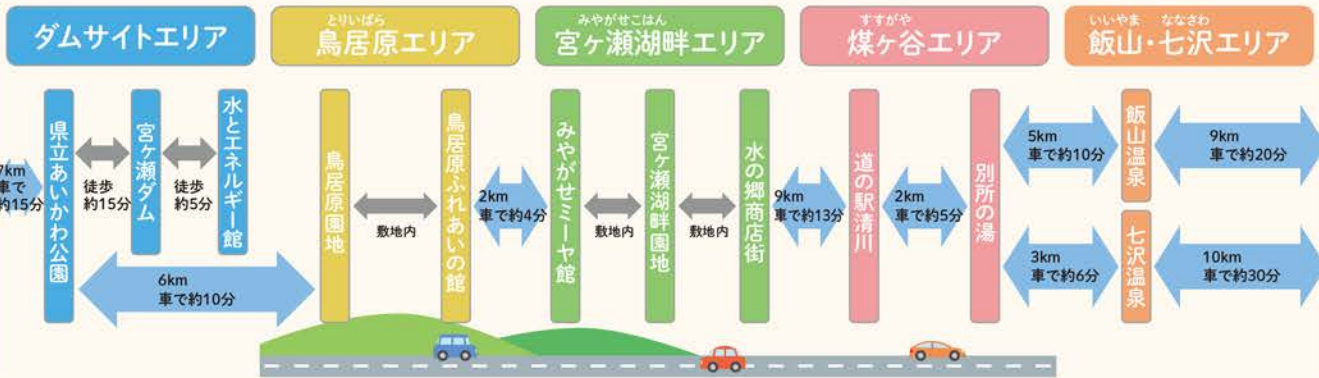 ダムサイトエリア
とりいばら
鳥居原エリア
みやがせこはん
宮ヶ瀬湖畔エリア
すすがや
煤ヶ谷エリア
いいやま ななさわ
飯山・七沢エリア
7km
車で
約15分
県立あいかわ公園
徒歩
約15分
宮ヶ瀬ダム
徒歩
約5分
水とエネルギー館
6km
車で約10分
鳥居原園地
敷地内
鳥居原ふれあいの館
2km
車で約4分
みやがせミーヤ館
敷地内
宮ヶ瀬湖畔園地
敷地内
水の郷商店街
9km
車で約13分
道の駅清川
2km
車で約5分
別所の湯
5km
車で約10分
飯山温泉
9km
車で約20分
3km
車で約6分
七沢温泉
10km
車で約30分